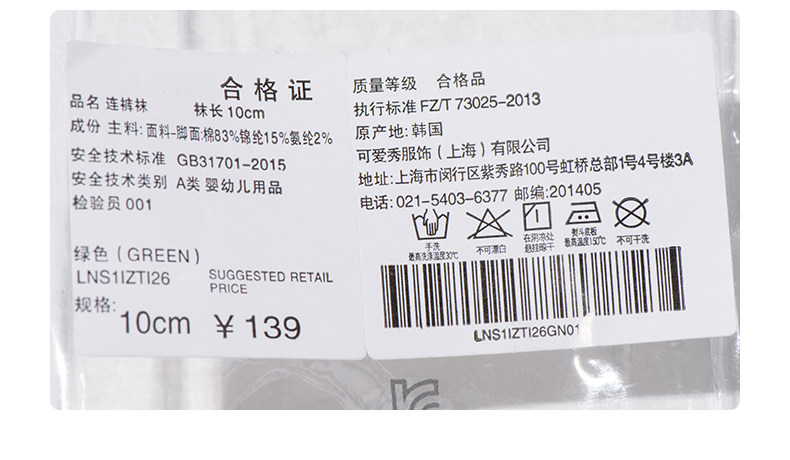 合格证
品名 连裤袜 袜长10cm
成份 主料: 面料-脚面:棉83%锦纶15%氨纶2%
安全技术标准 GB31701-2015
安全技术类别 A类 婴幼儿用品
检验员 001
绿色 (GREEN)
LNS1IZTI26
SUGGESTED RETAIL
PRICE
规格:
10cm ¥139
质量等级 合格品
执行标准 FZ/T 73025-2013
原产地: 韩国
可爱秀服饰 (上海) 有限公司
地址: 上海市闵行区紫秀路100号虹桥总部1号4号楼3A
电话: 021-5403-6377 邮编: 201405
手洗
最高洗涤温度30℃
不可漂白
在阴凉处
悬挂晾干
熨斗底板
最高温度150℃
不可干洗
LNS1IZTI26GN01